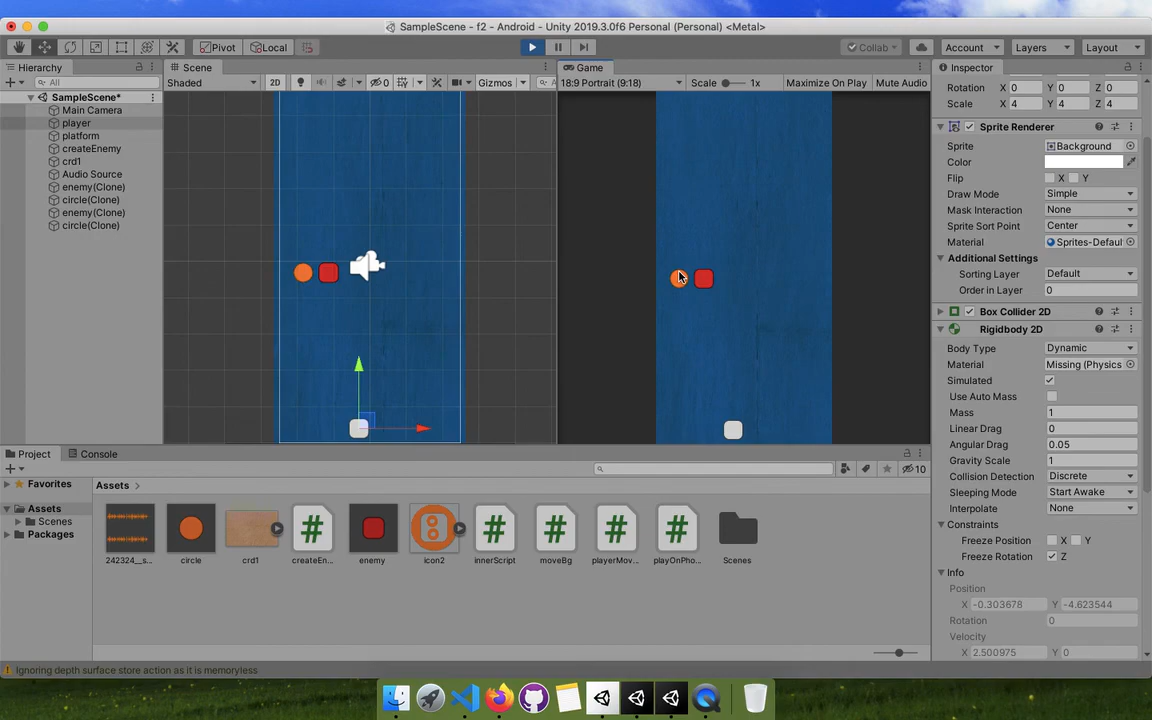 SampleScene - f2 - Android - Unity 2019.3.0f6 Personal (Personal) <Metal>
Pivot Local Collab Account Layers Layout
Hierarchy Scene Game Inspector
All Shaded 2D 0 Gizmos A 18:9 Portrait (9:18) Scale 1x Maximize On Play Mute Audio
SampleScene*
Main Camera
player
platform
createEnemy
crd1
Audio Source
enemy(Clone)
circle(Clone)
enemy(Clone)
circle(Clone)
Rotation X 0 Y 0 Z 0
Scale X 4 Y 4 Z 4
Sprite Renderer
Sprite Background
Color
Flip X Y
Draw Mode Simple
Mask Interaction None
Sprite Sort Point Center
Material Sprites-Defaul
Additional Settings
Sorting Layer Default
Order in Layer 0
Box Collider 2D
Rigidbody 2D
Body Type Dynamic
Material Missing (Physics
Simulated
Use Auto Mass
Mass 1
Linear Drag 0
Angular Drag 0.05
Gravity Scale 1
Collision Detection Discrete
Sleeping Mode Start Awake
Interpolate None
Constraints
Freeze Position X Y
Freeze Rotation Z
Info
Position
X -0.303678 Y -4.623544
Rotation 0
Velocity
X 2.500975 Y 0
Project Console
10
Favorites
Assets
Scenes
Packages
Assets
242324__s... circle crd1 createEn... enemy icon2 innerScript moveBg playerMov... playOnPho... Scenes
Ignoring depth surface store action as it is memoryless